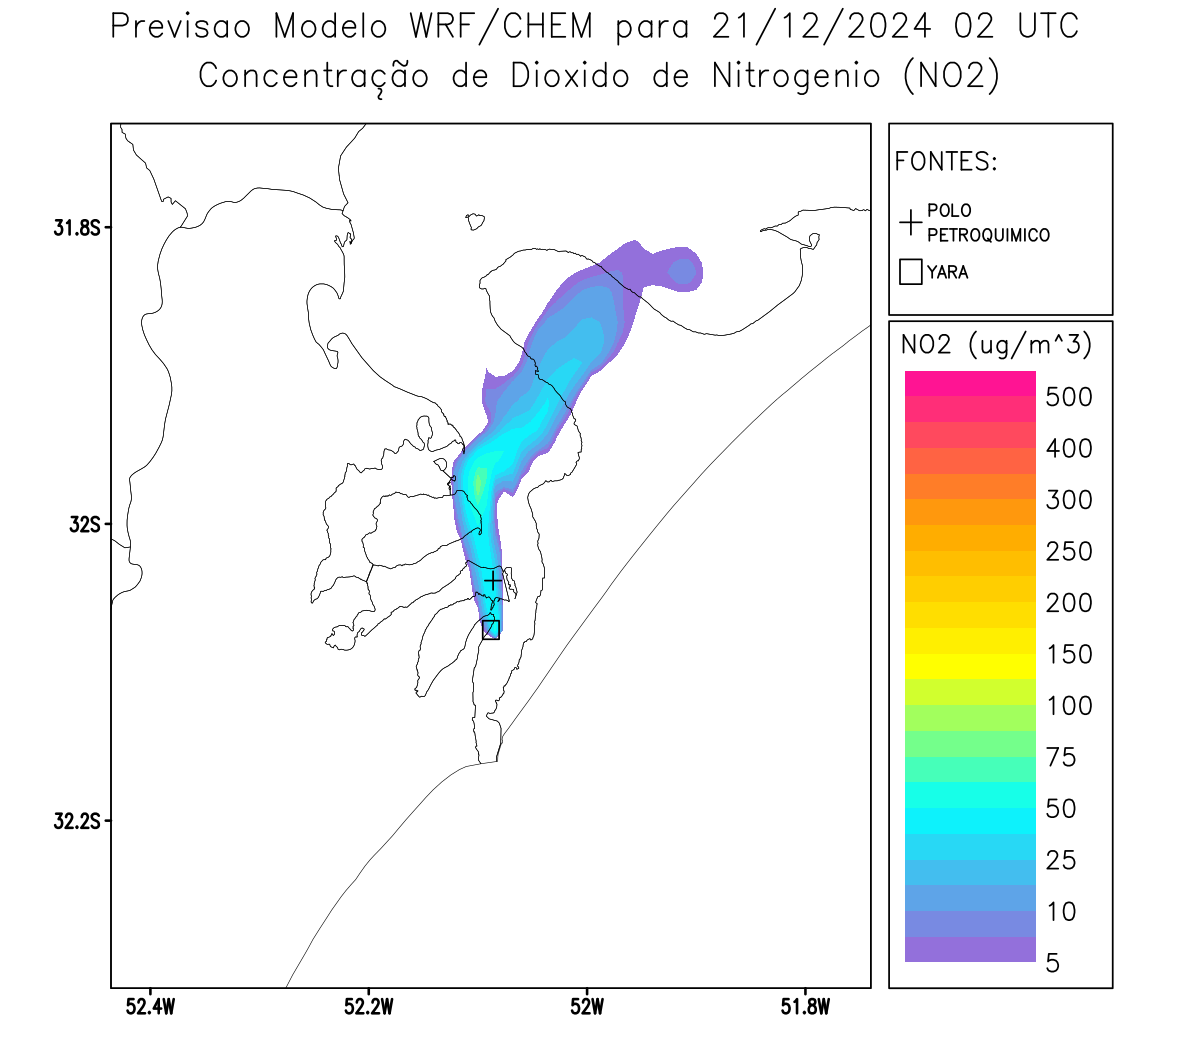 Previsao Modelo WRF/CHEM para 21/12/2024 02 UTC
Concentração de Dioxido de Nitrogenio (NO2)
FONTES:
POLO
PETROQUIMICO
YARA
31.8S
32S
32.2S
52.4W
52.2W
52W
51.8W
NO2 (ug/m^3)
500
400
300
250
200
150
100
75
50
25
10
5